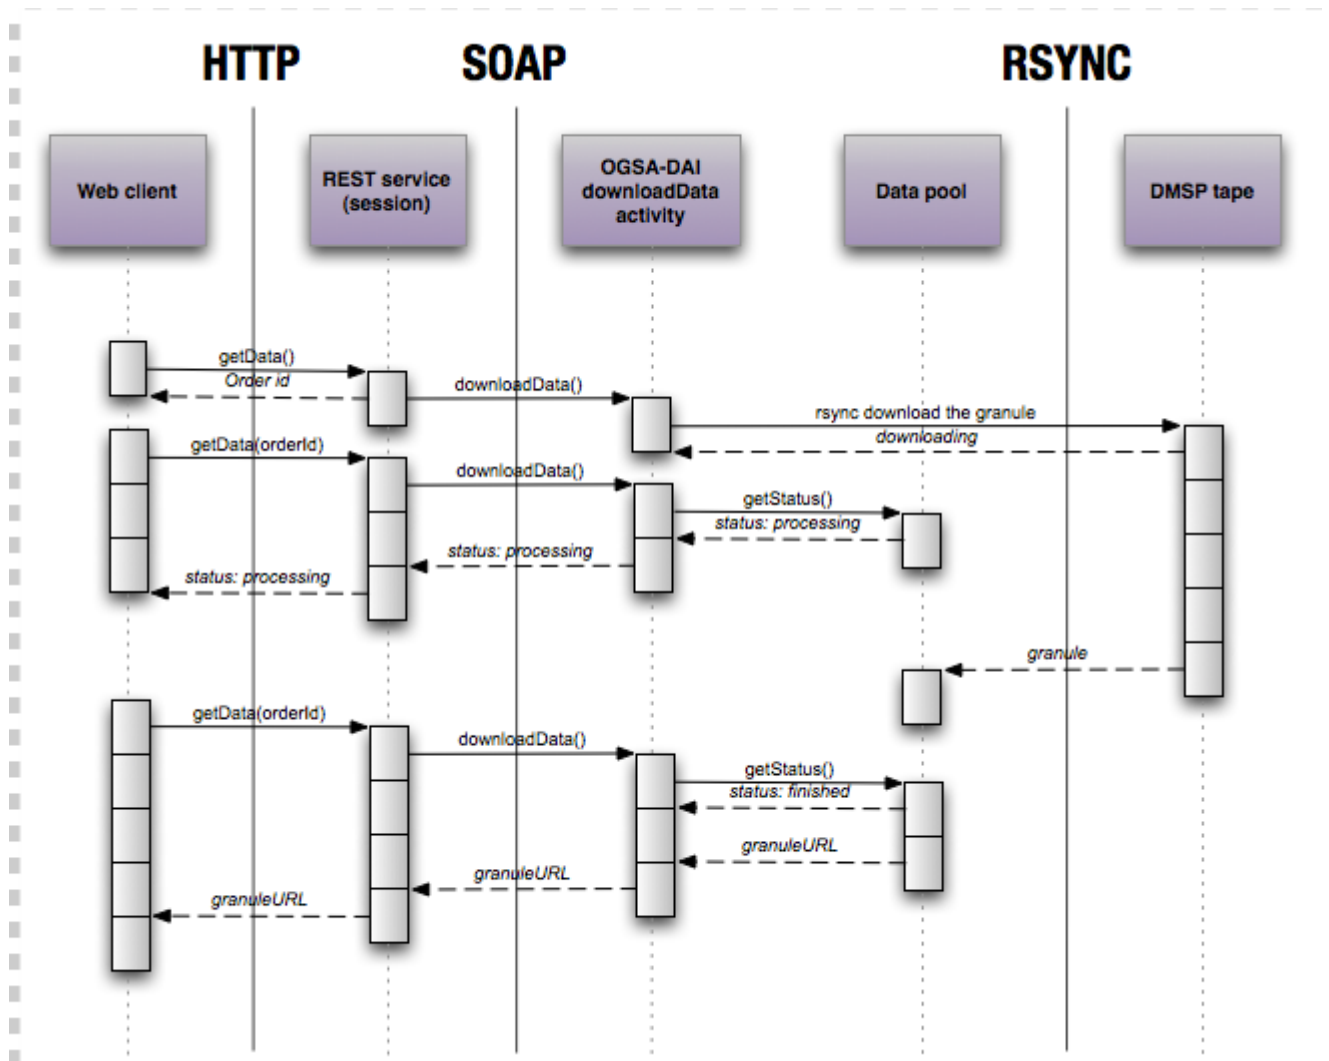 HTTP
SOAP
RSYNC
Web client
REST service
(session)
OGSA-DAI
downloadData
activity
Data pool
DMSP tape
getData()
Order id
downloadData()
rsync download the granule
downloading
getData(orderId)
downloadData()
getStatus()
status: processing
status: processing
status: processing
granule
getData(orderId)
downloadData()
getStatus()
status: finished
granuleURL
granuleURL
granuleURL